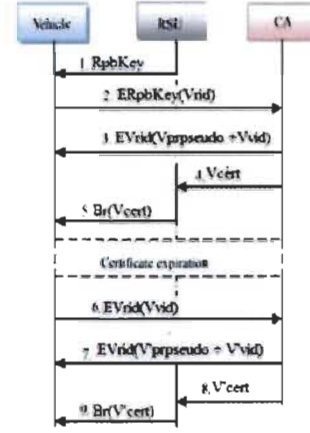 Vehicle RSU CA
1 RpbKey
2 ERpbKey(Vrid)
3 EVrid(Vprpseudo +Vvid)
4 Vcert
5 Br(Vcert)
Certificate expiration
6 EVrid(Vvid)
7 EVrid(V'prpseudo + V'vid)
8 V'cert
9 Br(V'cert)